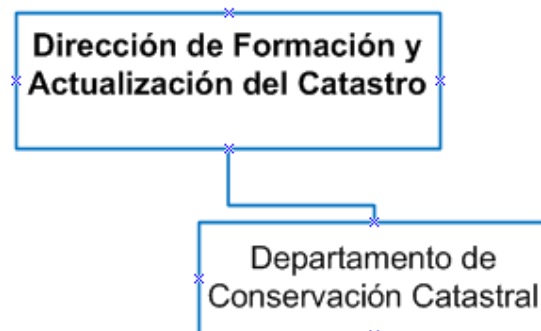 Dirección de Formación y
Actualización del Catastro
Departamento de
Conservación Catastral